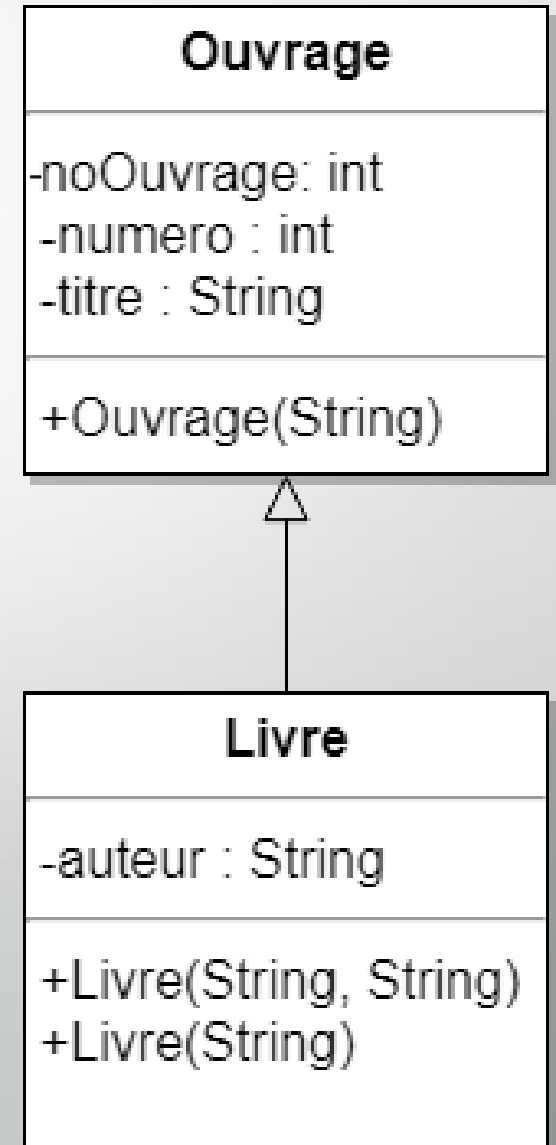 Ouvrage
-noOuvrage: int
-numero : int
-titre : String
+Ouvrage(String)
Livre
-auteur : String
+Livre(String, String)
+Livre(String)